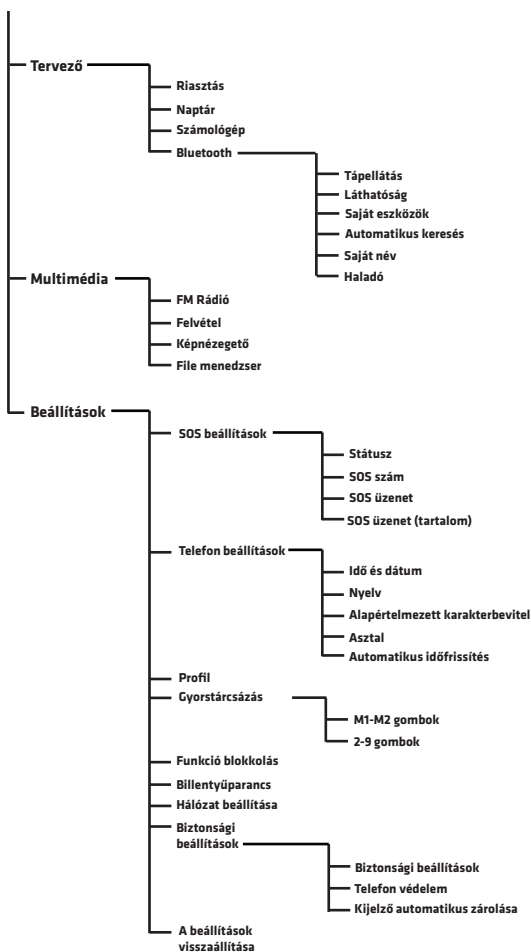 Tervező
Riasztás
Naptár
Számológép
Bluetooth
Tápellátás
Láthatóság
Saját eszközök
Automatikus keresés
Saját név
Haladó
Multimédia
FM Rádió
Felvétel
Képnézegető
File menedzser
Beállítások
SOS beállítások
Státusz
SOS szám
SOS üzenet
SOS üzenet (tartalom)
Telefon beállítások
Idő és dátum
Nyelv
Alapértelmezett karakterbevitel
Asztal
Automatikus időfrissítés
Profil
Gyorstárcsázás
M1-M2 gombok
2-9 gombok
Funkció blokkolás
Billentyűparancs
Hálózat beállítása
Biztonsági
beállítások
Biztonsági beállítások
Telefon védelem
Kijelző automatikus zárolása
A beállítások
visszaállítása